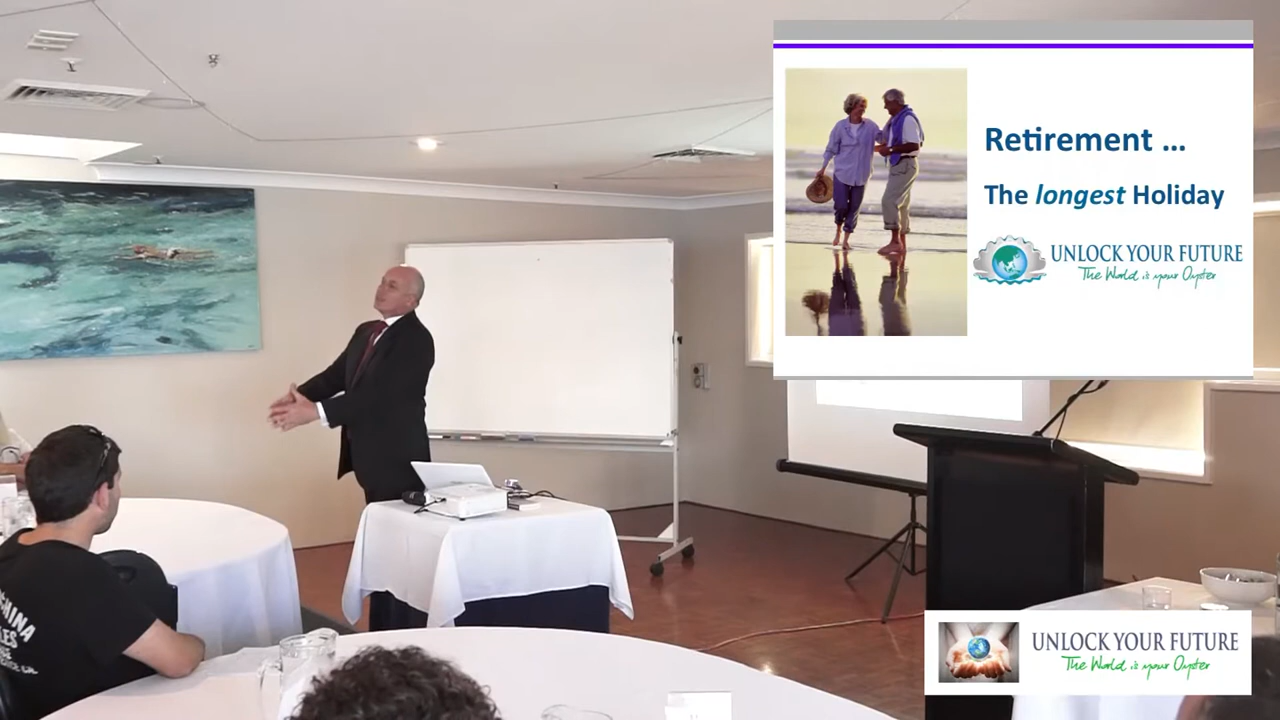 Retirement ...
The longest Holiday
UNLOCK YOUR FUTURE
The World is your Oyster
CHINA
UNLOCK YOUR FUTURE
The World is your Oyster